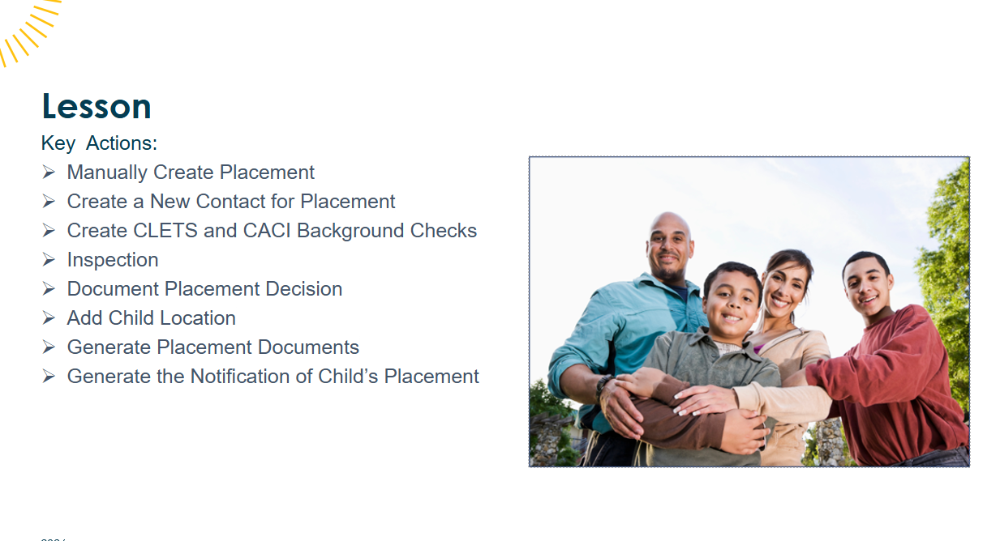 Lesson
Key Actions:
➢ Manually Create Placement
➢ Create a New Contact for Placement
➢ Create CLETS and CACI Background Checks
➢ Inspection
➢ Document Placement Decision
➢ Add Child Location
➢ Generate Placement Documents
➢ Generate the Notification of Child’s Placement